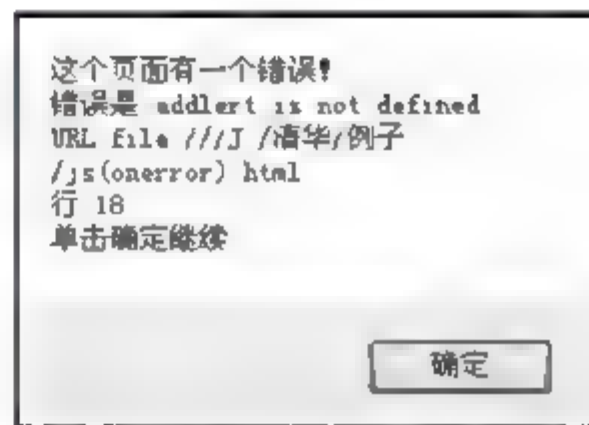 这个页面有一个错误!
错误是 addlert is not defined
URL file ///J /清华/例子
/js(onerror) html
行 18
单击确定继续
确定